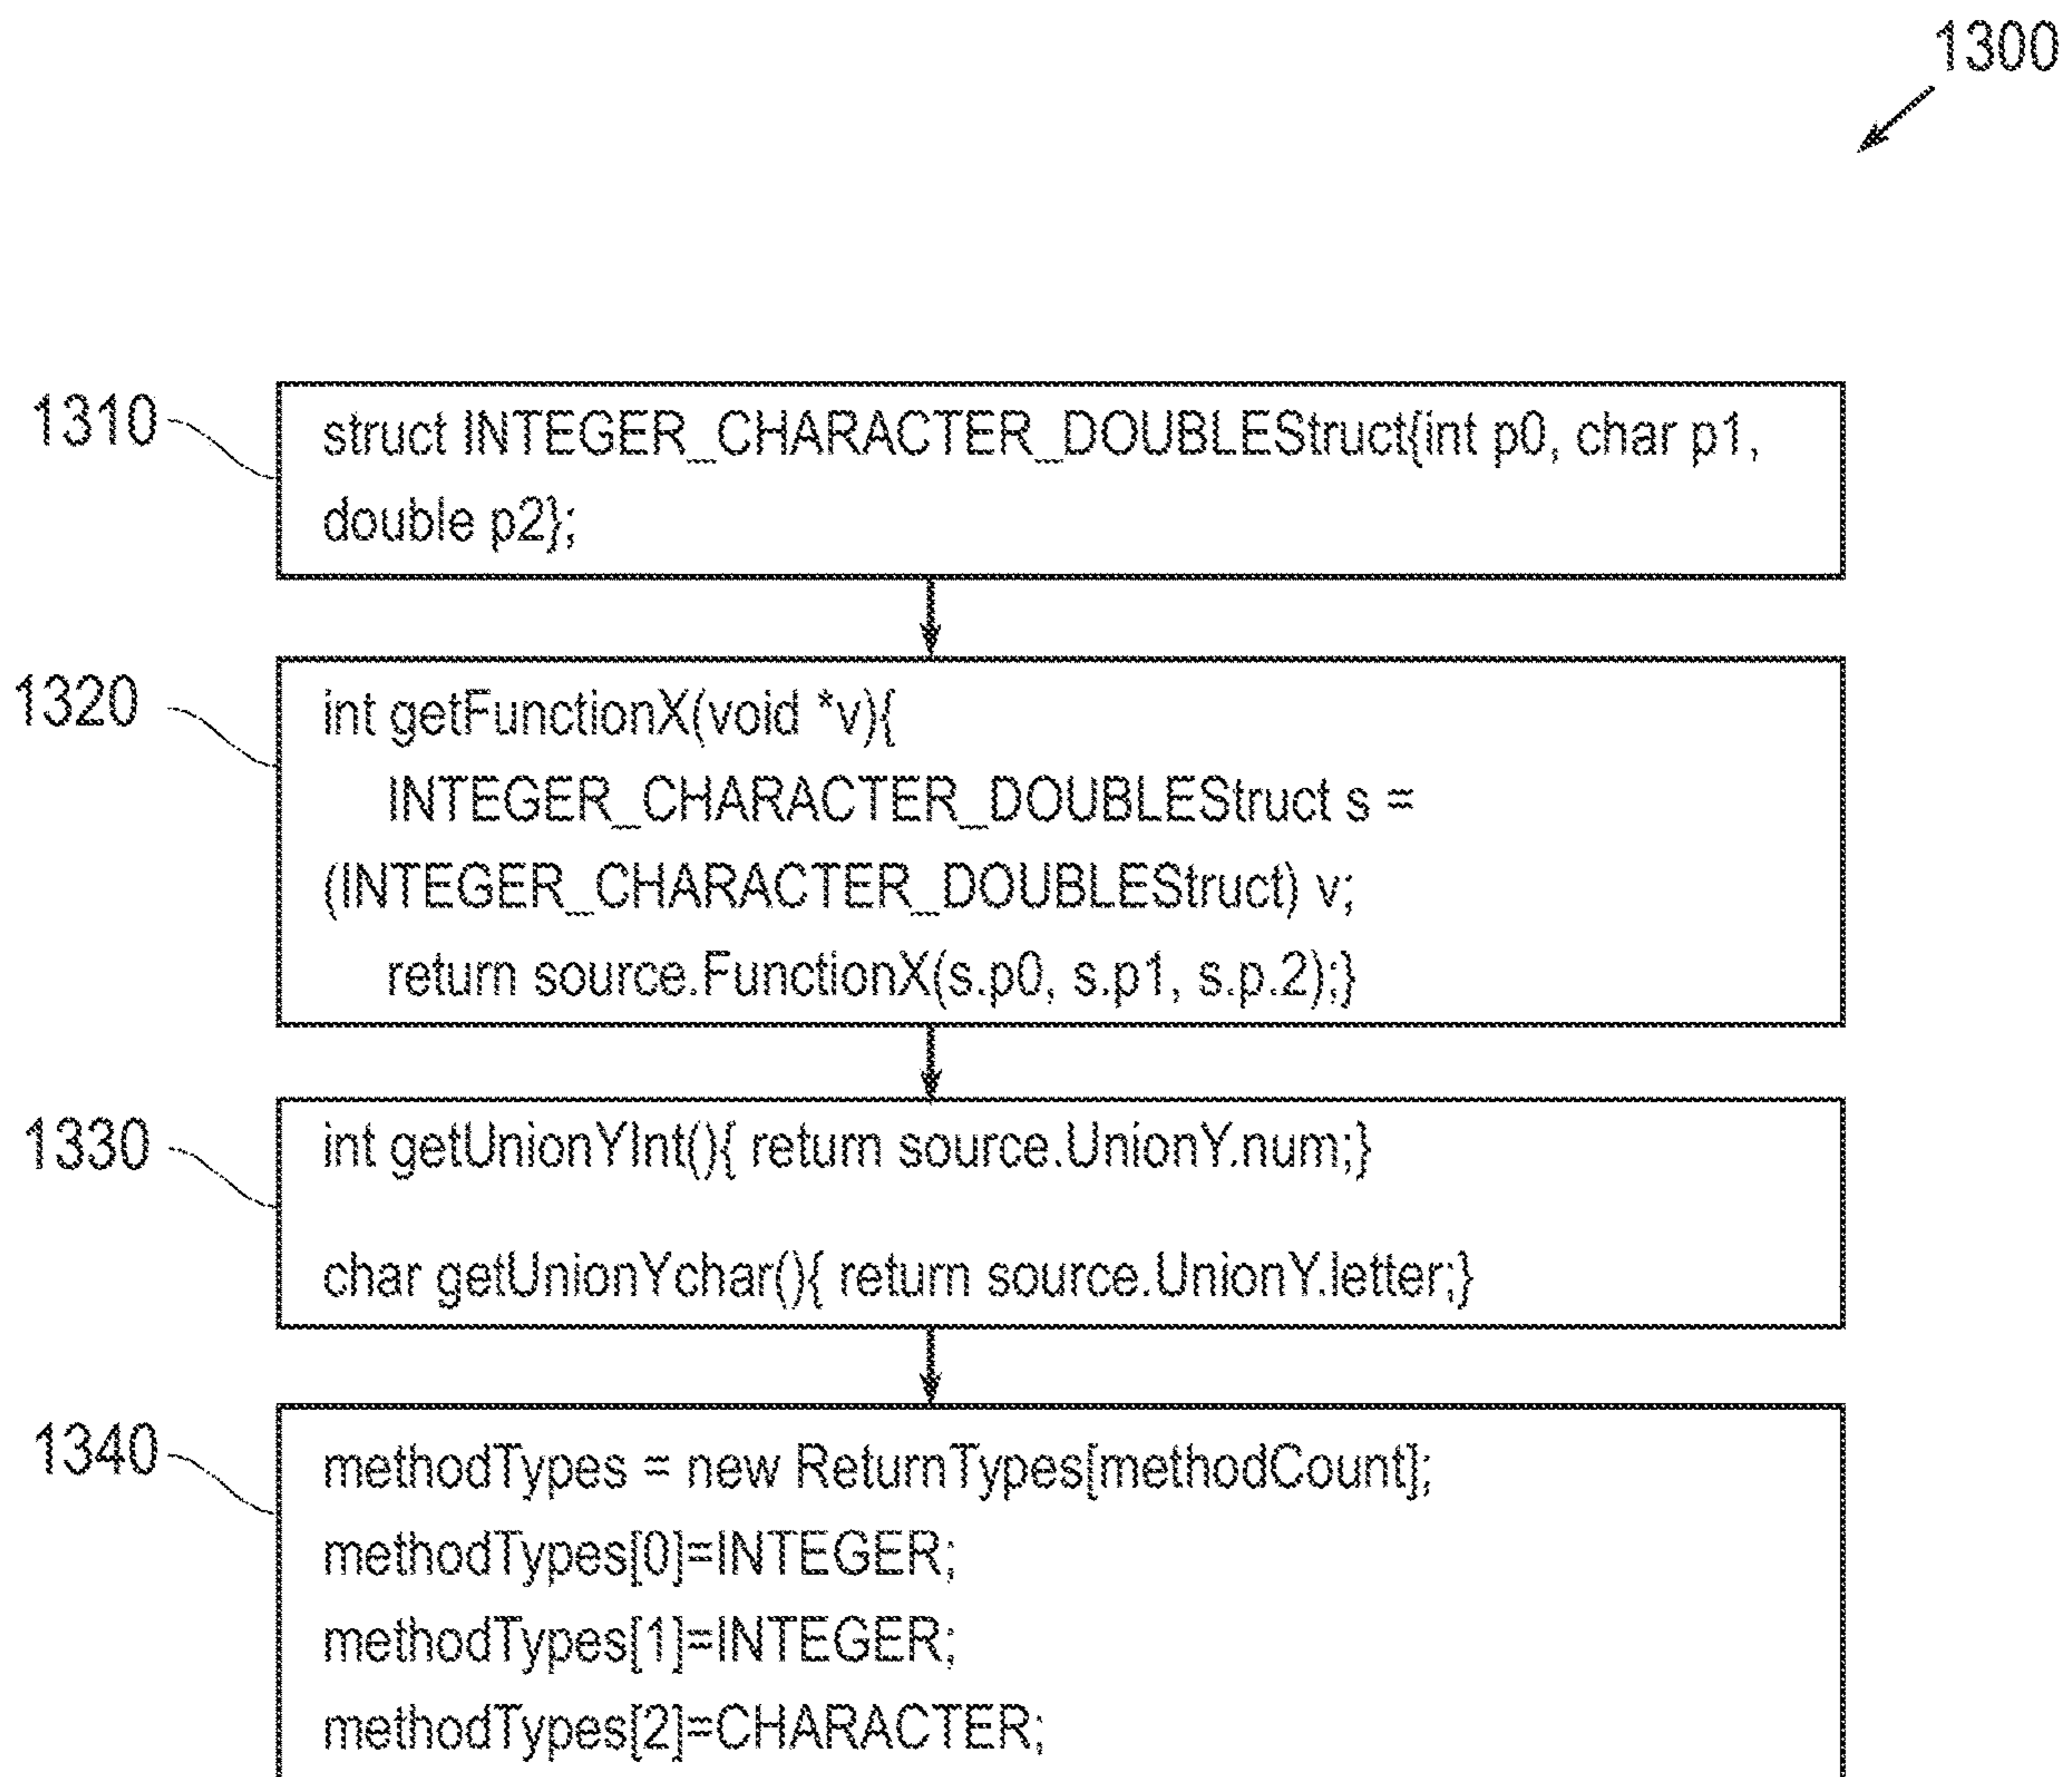 1300
1310
struct INTEGER_CHARACTER_DOUBLEStruct{int p0, char p1,
double p2};
1320
int getFunctionX(void *v){
INTEGER_CHARACTER_DOUBLEStruct s =
(INTEGER_CHARACTER_DOUBLEStruct) v;
return source.FunctionX(s.p0, s.p1, s.p.2);}
1330
int getUnionYInt(){ return source.UnionY.num;}
char getUnionYchar(){ return source.UnionY.letter;}
1340
methodTypes = new ReturnTypes[methodCount];
methodTypes[0]=INTEGER;
methodTypes[1]=INTEGER;
methodTypes[2]=CHARACTER;